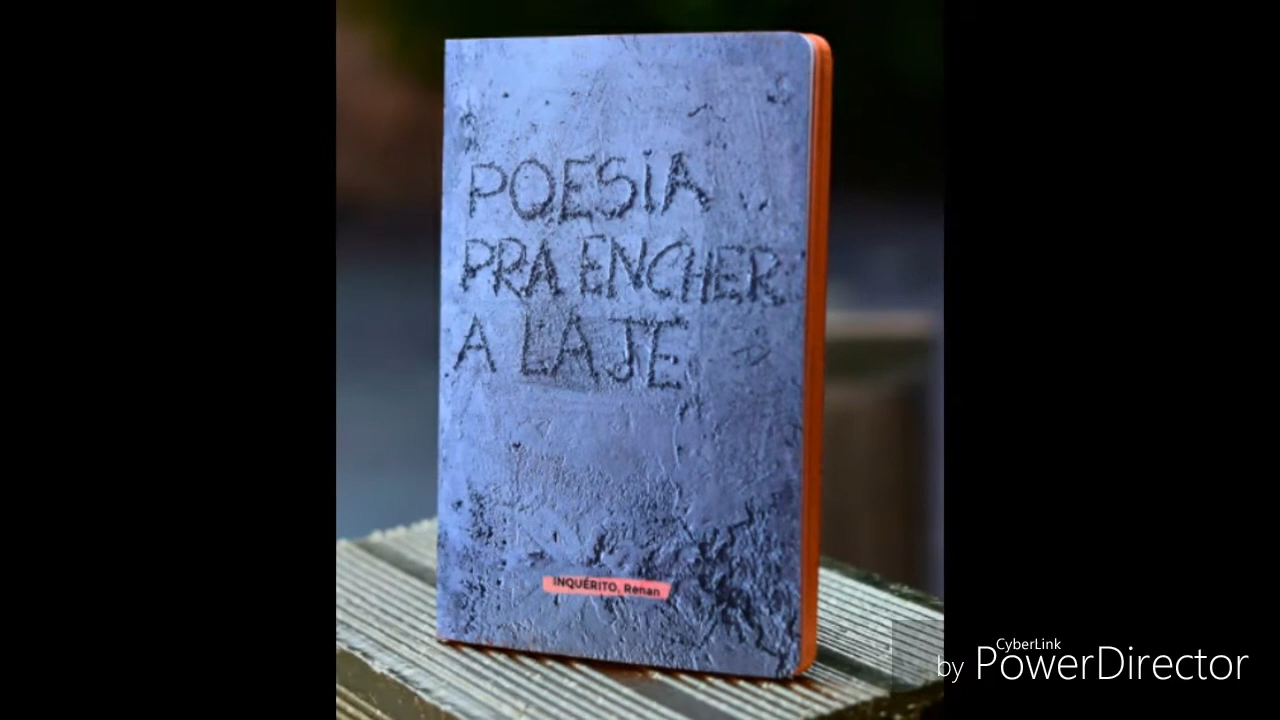 POESIA
PRA ENCHER
A LAJE
INQUÉRITO, Renan
CyberLink
by PowerDirector